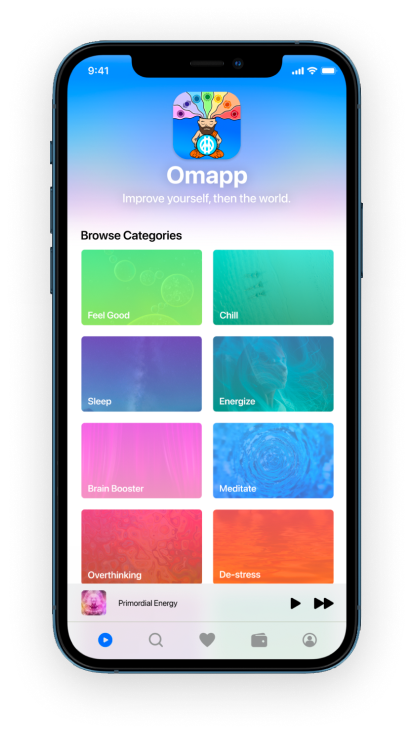 9:41
Omapp
Improve yourself, then the world.
Browse Categories
Feel Good
Chill
Sleep
Energize
Brain Booster
Meditate
Overthinking
De-stress
Primordial Energy